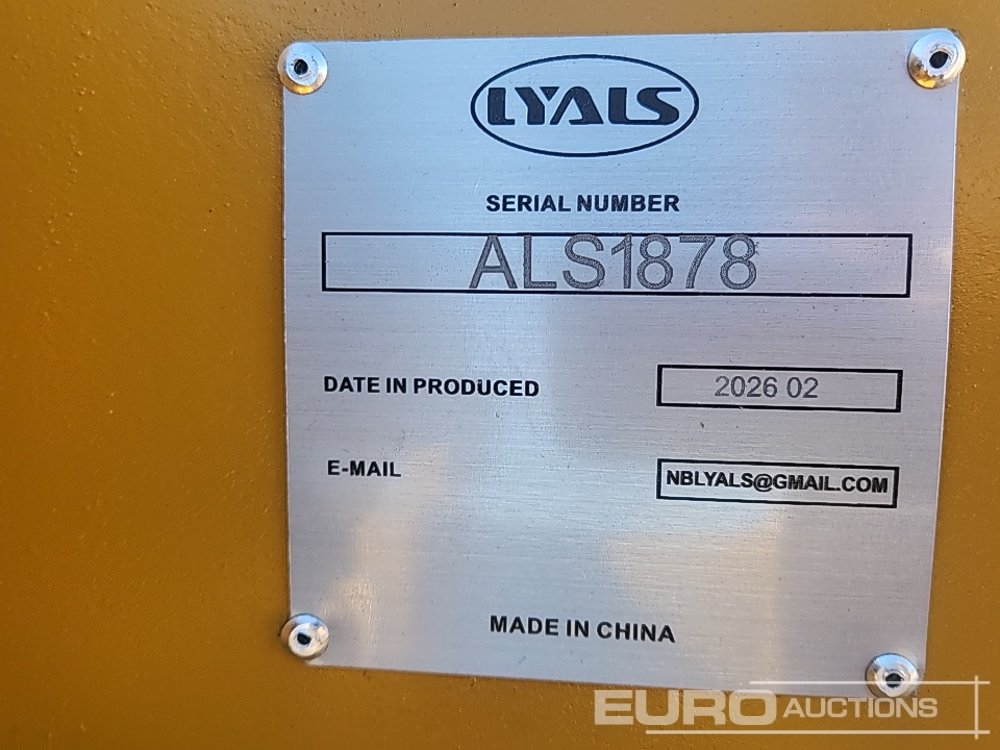 LYALS
SERIAL NUMBER
ALS1878
DATE IN PRODUCED 2026 02
E-MAIL NBLYALS@GMAIL.COM
MADE IN CHINA
EURO AUCTIONS